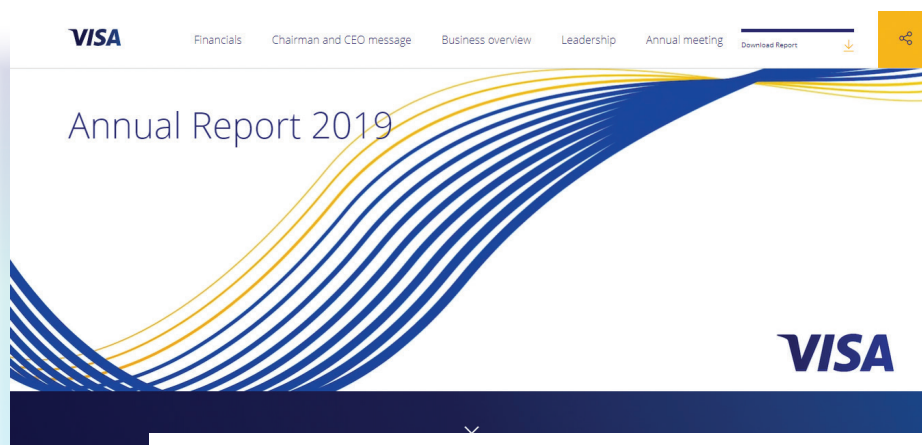 VISA
Financials
Chairman and CEO message
Business overview
Leadership
Annual meeting
Download Report
Annual Report 2019
VISA